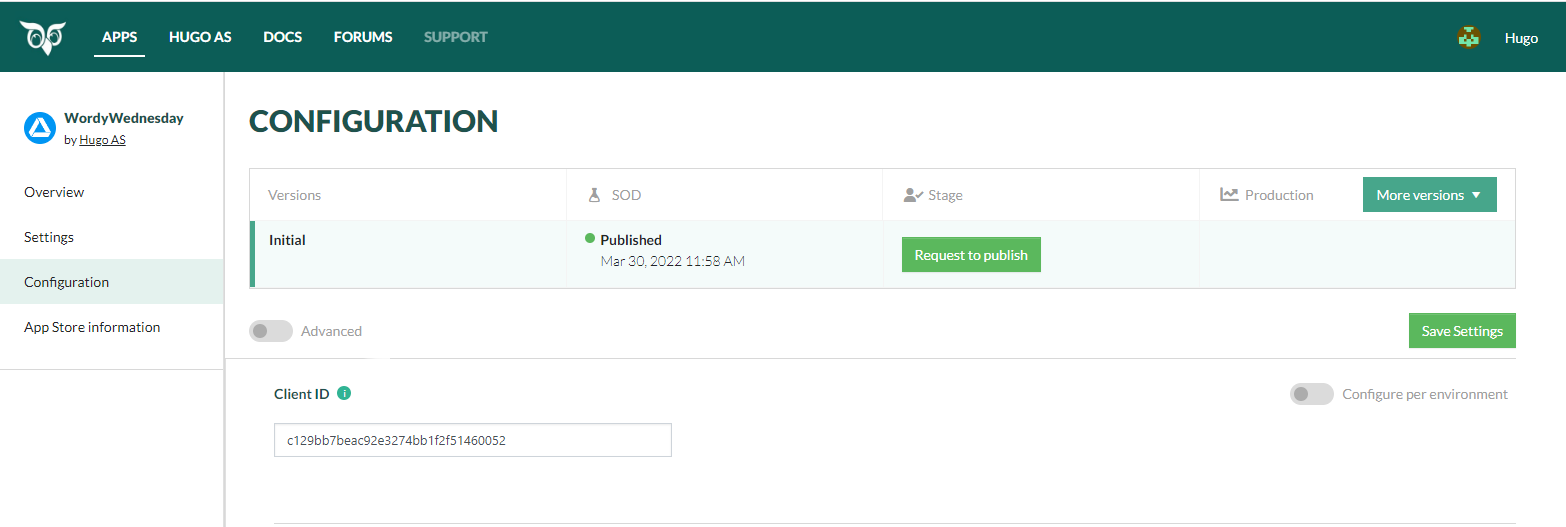 APPS HUGO AS DOCS FORUMS SUPPORT Hugo
WordyWednesday
by Hugo AS
Overview
Settings
Configuration
App Store information
CONFIGURATION
Versions SOD Stage Production More versions
Initial Published Request to publish
Mar 30, 2022 11:58 AM
Advanced Save Settings
Client ID i Configure per environment
c129bb7beac92e3274bb1f2f51460052